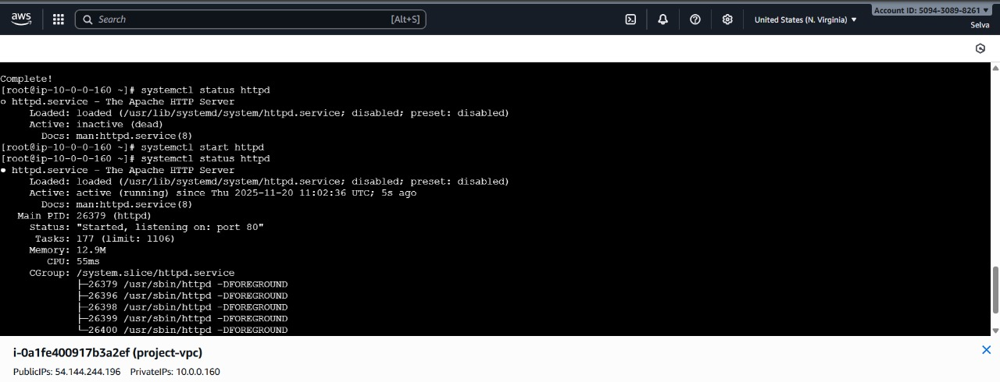 aws
Search [Alt+S]
United States (N. Virginia) ▼
Account ID: 5094-3089-8261 ▼
Selva
Complete!
[root@ip-10-0-0-160 ~]# systemctl status httpd
○ httpd.service - The Apache HTTP Server
     Loaded: loaded (/usr/lib/systemd/system/httpd.service; disabled; preset: disabled)
     Active: inactive (dead)
       Docs: man:httpd.service(8)
[root@ip-10-0-0-160 ~]# systemctl start httpd
[root@ip-10-0-0-160 ~]# systemctl status httpd
● httpd.service - The Apache HTTP Server
     Loaded: loaded (/usr/lib/systemd/system/httpd.service; disabled; preset: disabled)
     Active: active (running) since Thu 2025-11-20 11:02:36 UTC; 5s ago
       Docs: man:httpd.service(8)
   Main PID: 26379 (httpd)
     Status: "Started, listening on: port 80"
      Tasks: 177 (limit: 1106)
     Memory: 12.9M
        CPU: 55ms
     CGroup: /system.slice/httpd.service
             ├─26379 /usr/sbin/httpd -DFOREGROUND
             ├─26396 /usr/sbin/httpd -DFOREGROUND
             ├─26398 /usr/sbin/httpd -DFOREGROUND
             ├─26399 /usr/sbin/httpd -DFOREGROUND
             └─26400 /usr/sbin/httpd -DFOREGROUND
i-0a1fe400917b3a2ef (project-vpc)
PublicIPs: 54.144.244.196 PrivateIPs: 10.0.0.160